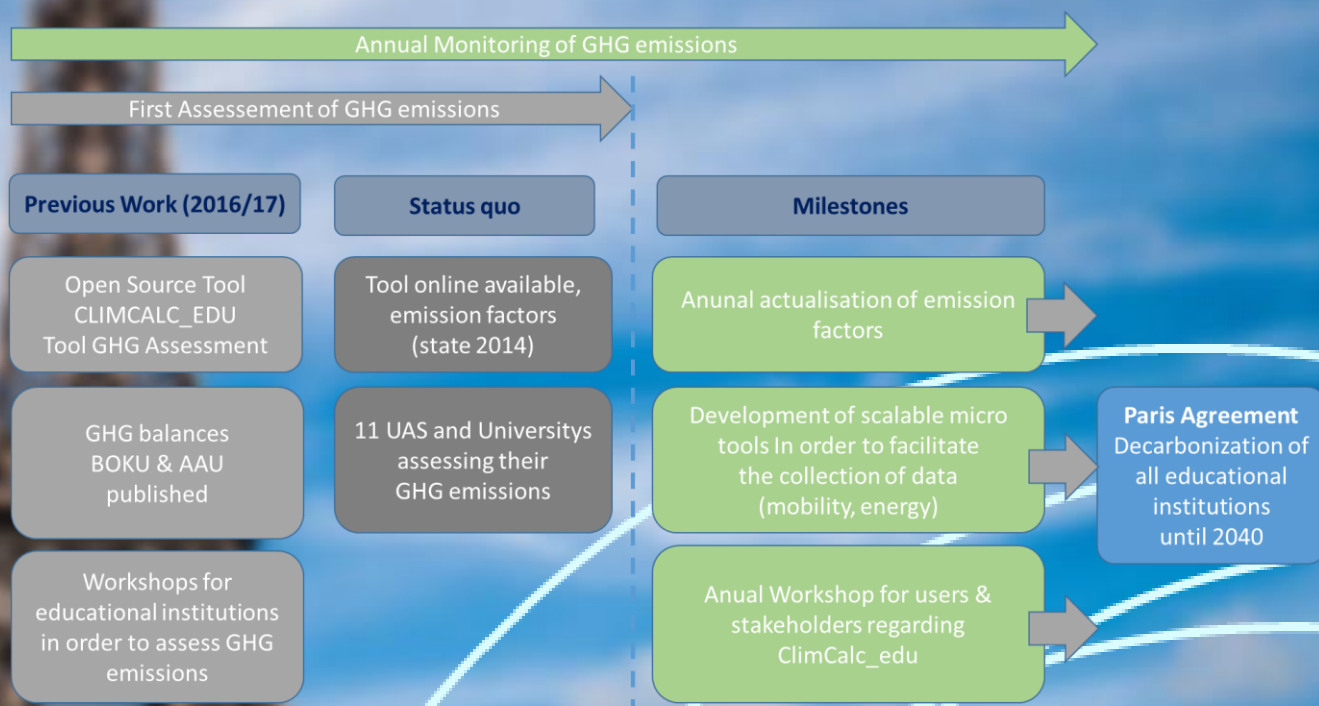 Annual Monitoring of GHG emissions
First Assessement of GHG emissions
Previous Work (2016/17)
Status quo
Milestones
Open Source Tool
CLIMCALC_EDU
Tool GHG Assessment
Tool online available,
emission factors
(state 2014)
Anunal actualisation of emission
factors
GHG balances
BOKU & AAU
published
11 UAS and Universitys
assessing their
GHG emissions
Development of scalable micro
tools In order to facilitate
the collection of data
(mobility, energy)
Paris Agreement
Decarbonization of
all educational
institutions
until 2040
Workshops for
educational institutions
in order to assess GHG
emissions
Anual Workshop for users &
stakeholders regarding
ClimCalc_edu